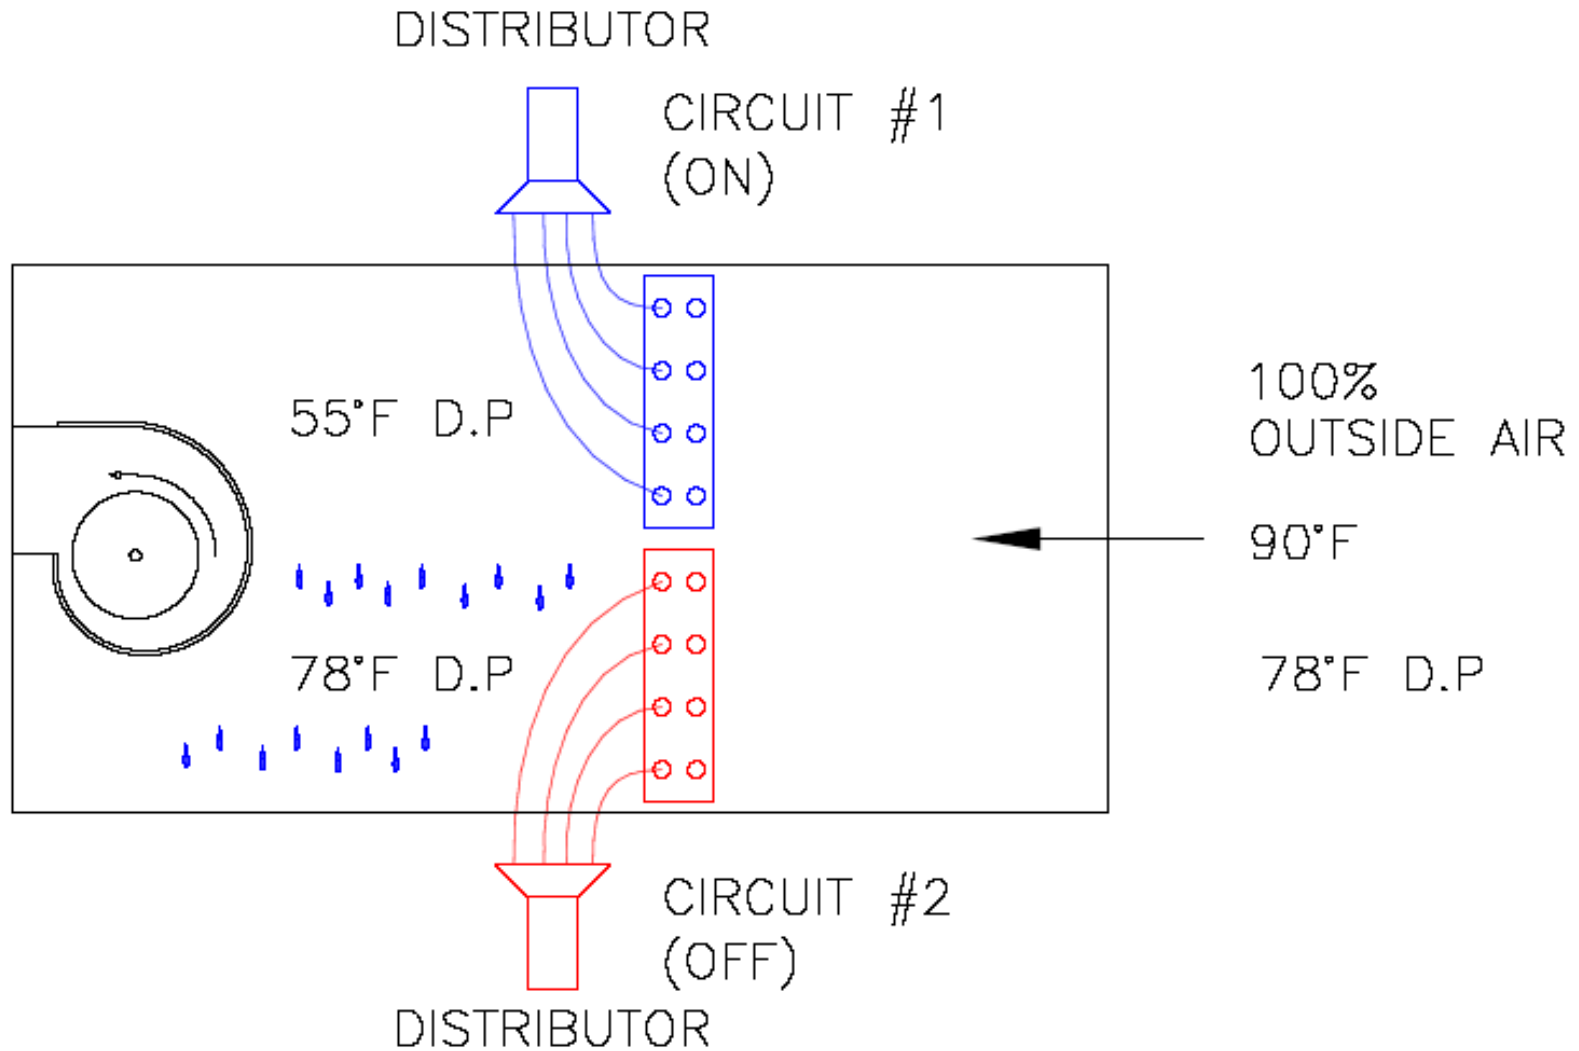 DISTRIBUTOR
CIRCUIT #1
(ON)
100%
OUTSIDE AIR
55°F D.P
90°F
78°F D.P
78°F D.P
CIRCUIT #2
(OFF)
DISTRIBUTOR